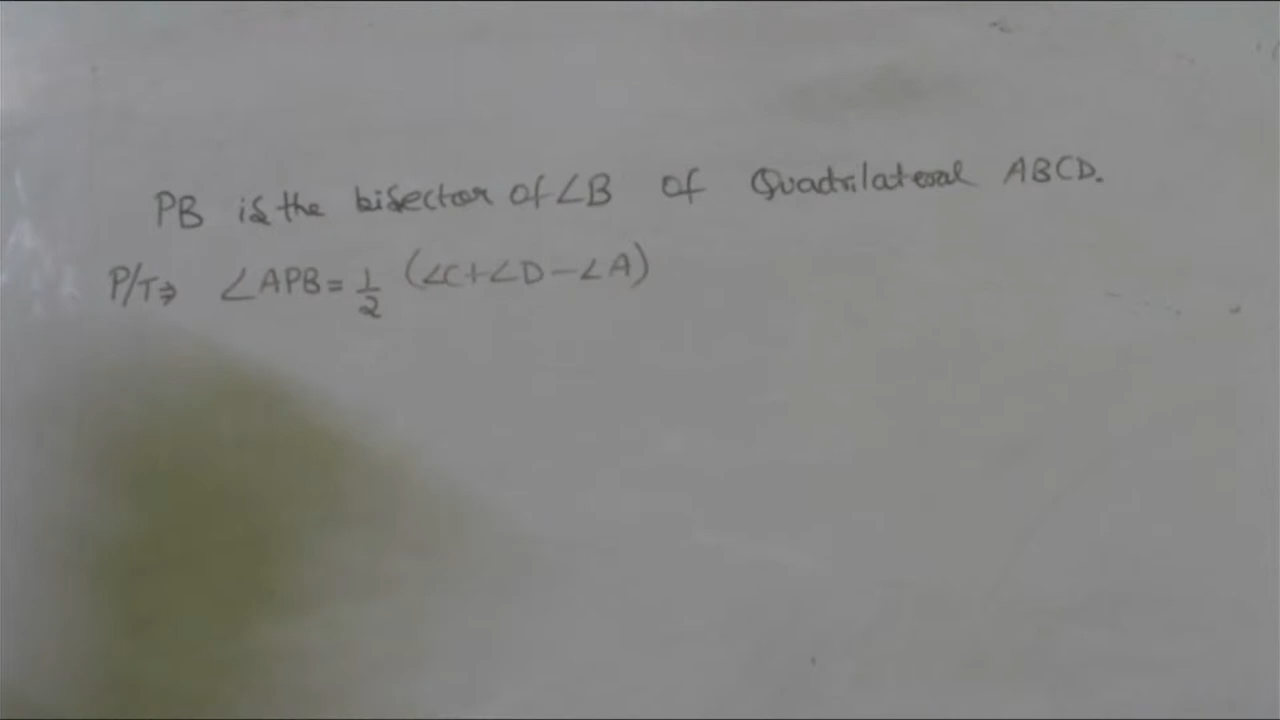 PB is the bisector of ∠B of Quadrilateral ABCD.
P/T⇒ ∠APB = 1/2 (∠C+∠D-∠A)